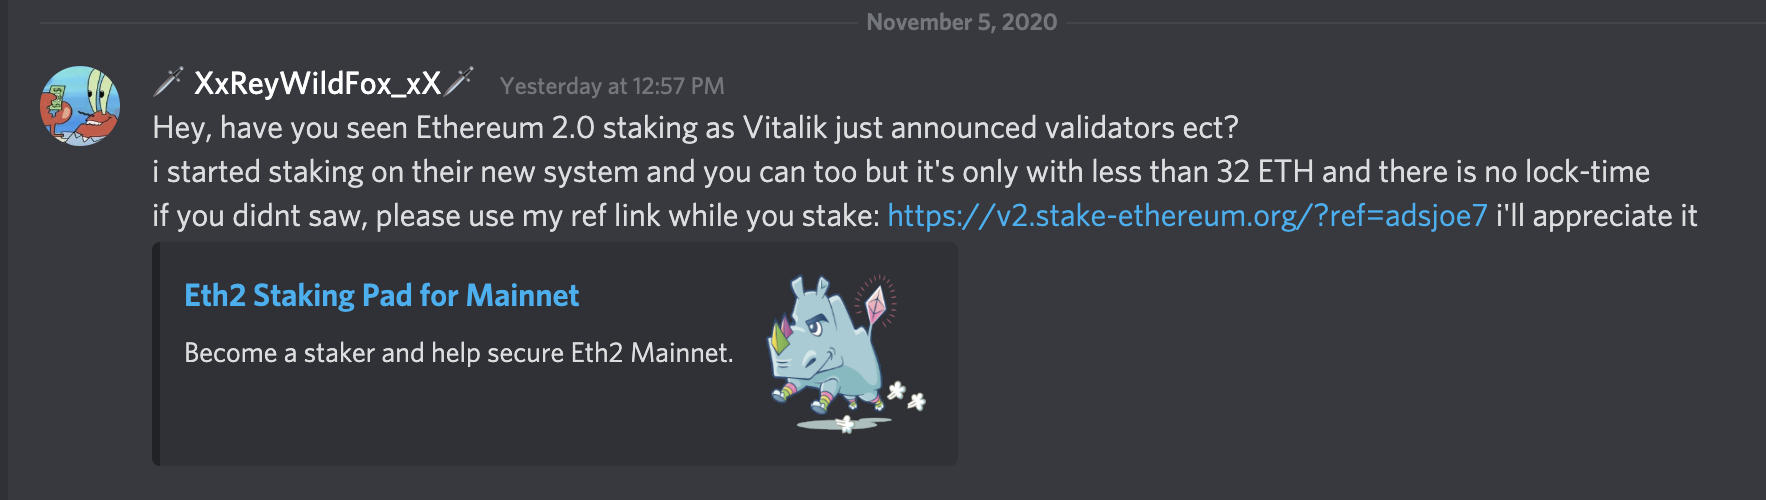 November 5, 2020
XxReyWildFox_xX Yesterday at 12:57 PM
Hey, have you seen Ethereum 2.0 staking as Vitalik just announced validators ect?
i started staking on their new system and you can too but it's only with less than 32 ETH and there is no lock-time
if you didnt saw, please use my ref link while you stake: https://v2.stake-ethereum.org/?ref=adsjoe7 i'll appreciate it
Eth2 Staking Pad for Mainnet
Become a staker and help secure Eth2 Mainnet.